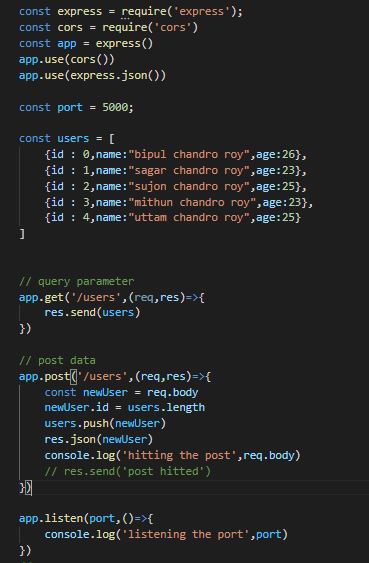 const express = require('express');
const cors = require('cors')
const app = express()
app.use(cors())
app.use(express.json())
const port = 5000;
const users = [
{id : 0,name:"bipul chandro roy",age:26},
{id : 1,name:"sagar chandro roy",age:23},
{id : 2,name:"sujon chandro roy",age:25},
{id : 3,name:"mithun chandro roy",age:23},
{id : 4,name:"uttam chandro roy",age:25}
]
// query parameter
app.get('/users',(req,res)=>{
res.send(users)
})
// post data
app.post('/users',(req,res)=>{
const newUser = req.body
newUser.id = users.length
users.push(newUser)
res.json(newUser)
console.log('hitting the post',req.body)
// res.send('post hitted')
})
app.listen(port,()=>{
console.log('listening the port',port)
})